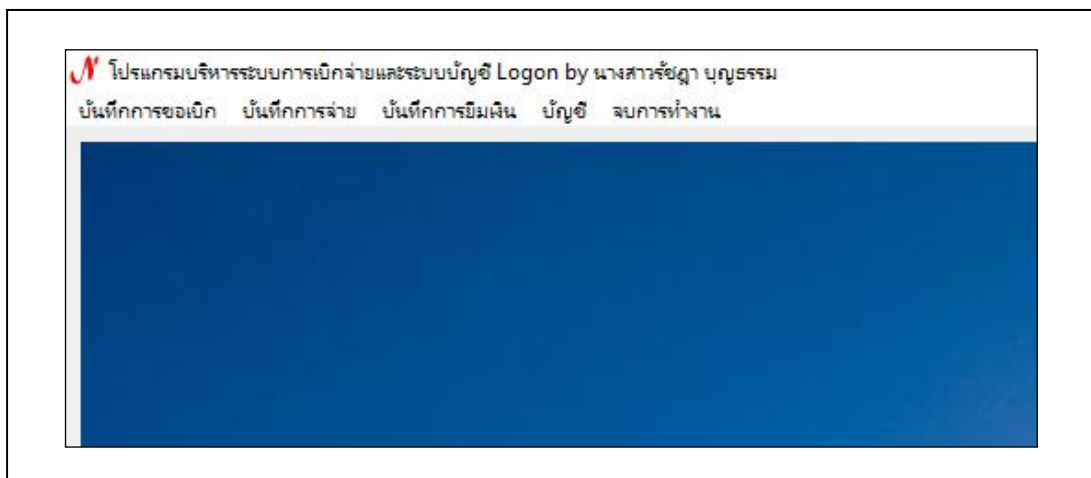 N โปรแกรมบริหารระบบการเบิกจ่ายและระบบบัญชี Logon by นางสาวรัชฎา บุญธรรม
บันทึกการขอเบิก บันทึกการจ่าย บันทึกการยืมเงิน บัญชี จบการทำงาน